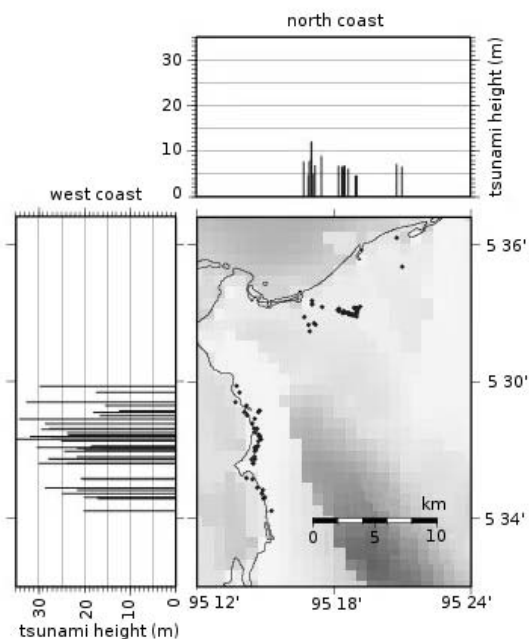 north coast
30
20
10
0
tsunami height (m)
west coast
5 36'
5 30'
5 34'
km
0 5 10
30 20 10 0
tsunami height (m)
95 12' 95 18' 95 24'